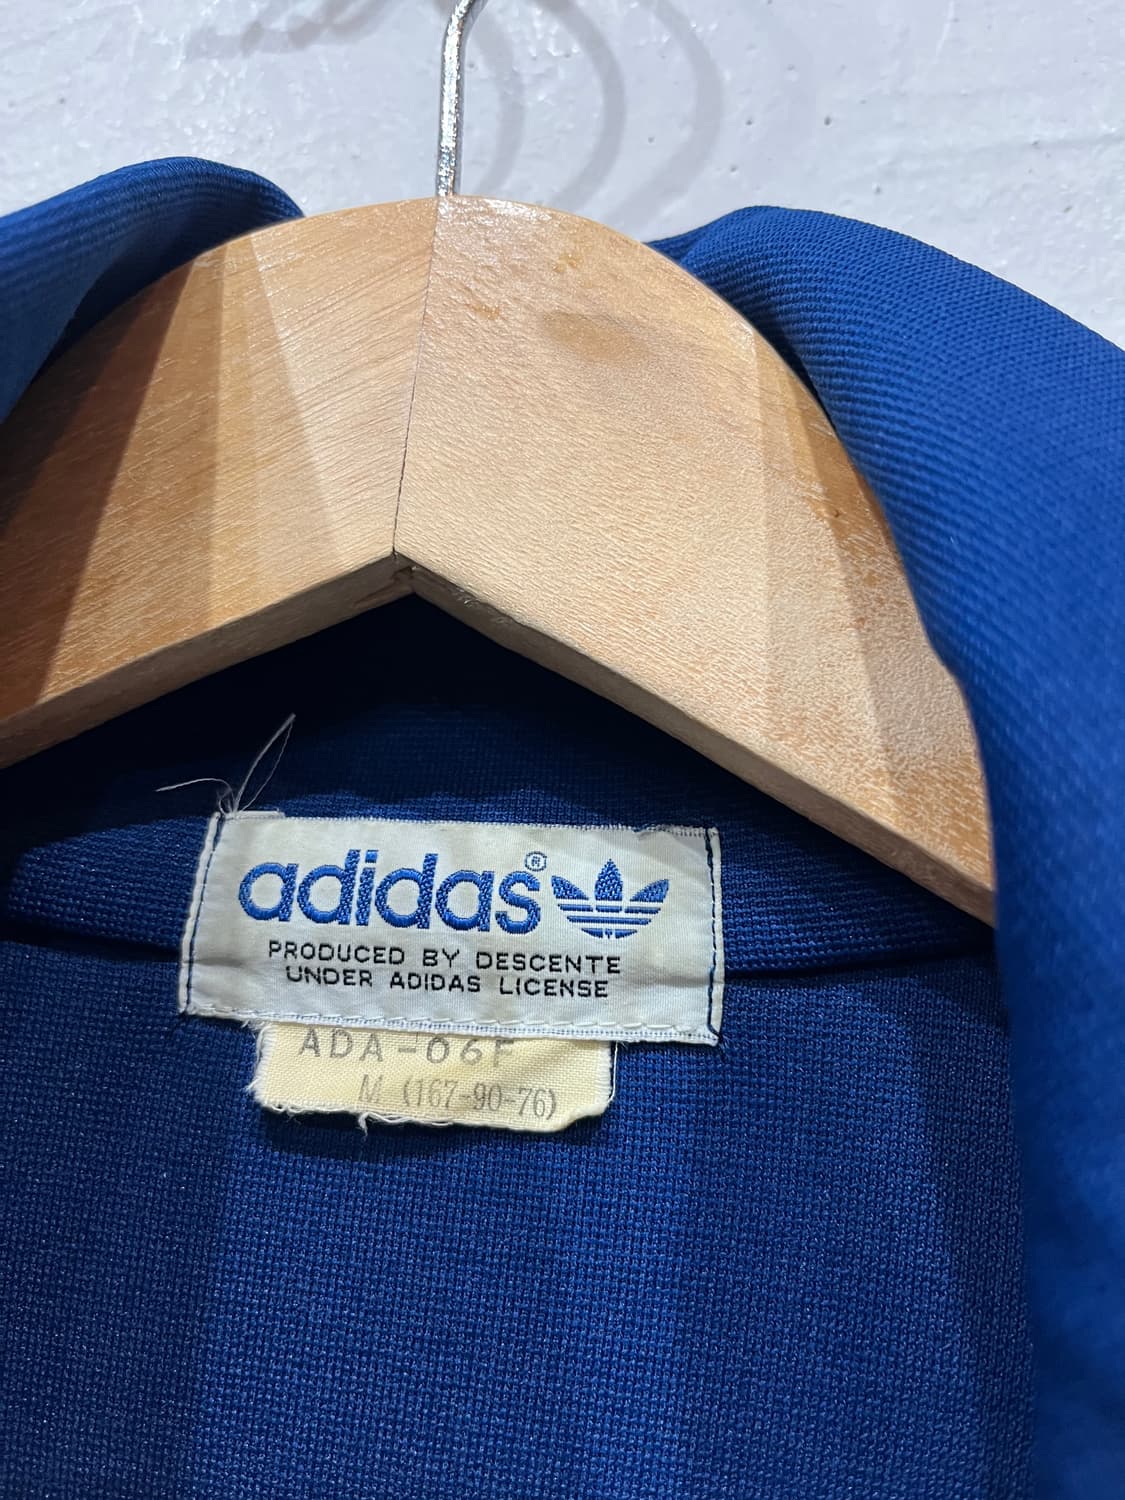 adidas®
PRODUCED BY DESCENTE
UNDER ADIDAS LICENSE
ADA-06F
M (167-90-76)